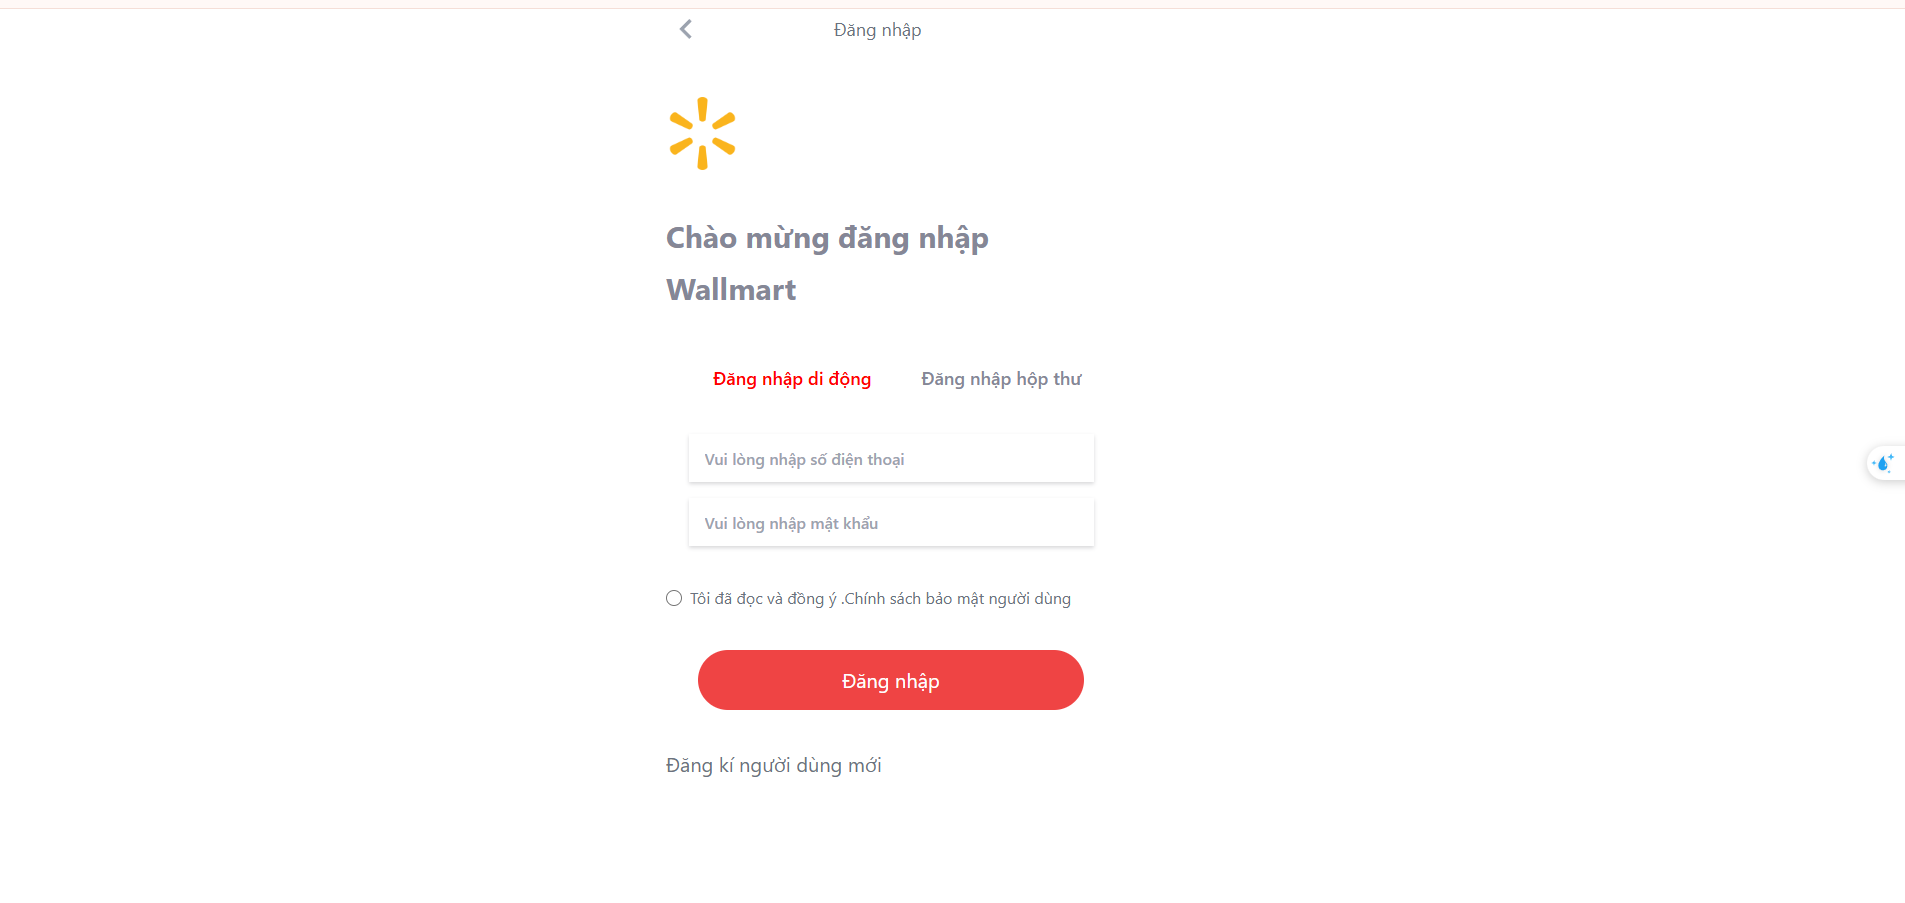 Đăng nhập
Chào mừng đăng nhập
Wallmart
Đăng nhập di động Đăng nhập hộp thư
Vui lòng nhập số điện thoại
Vui lòng nhập mật khẩu
Tôi đã đọc và đồng ý .Chính sách bảo mật người dùng
Đăng nhập
Đăng kí người dùng mới